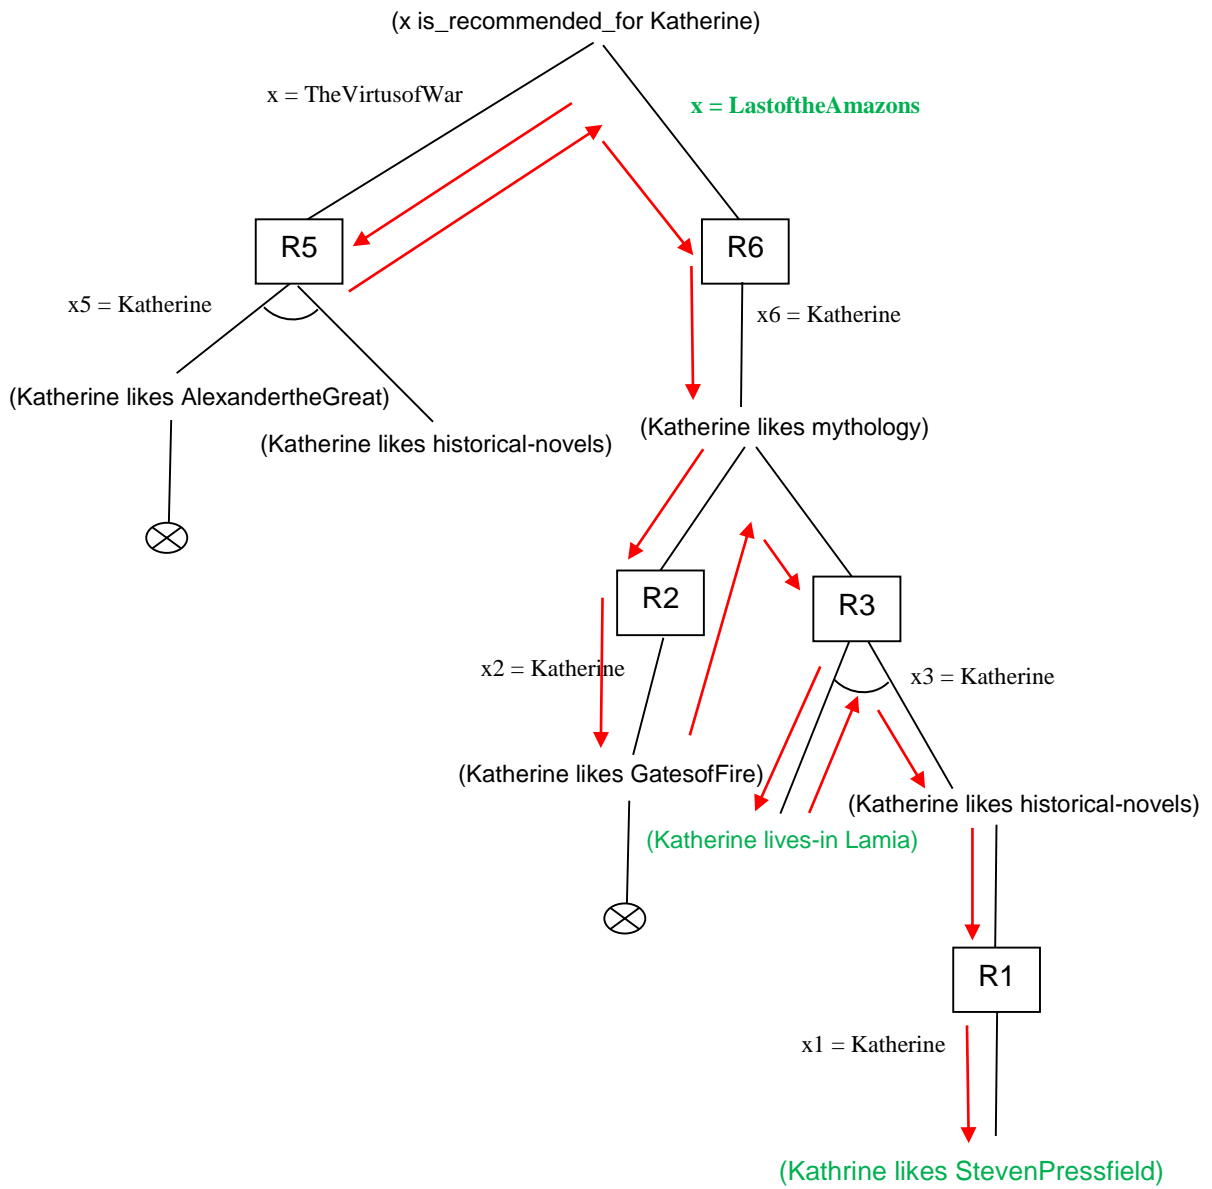 (x is_recommended_for Katherine)
x = TheVirtusofWar
x = LastoftheAmazons
R5
R6
x5 = Katherine
x6 = Katherine
(Katherine likes AlexandertheGreat)
(Katherine likes historical-novels)
(Katherine likes mythology)
R2
R3
x2 = Katherine
x3 = Katherine
(Katherine likes GatesofFire)
(Katherine likes historical-novels)
(Katherine lives-in Lamia)
R1
x1 = Katherine
(Kathrine likes StevenPressfield)